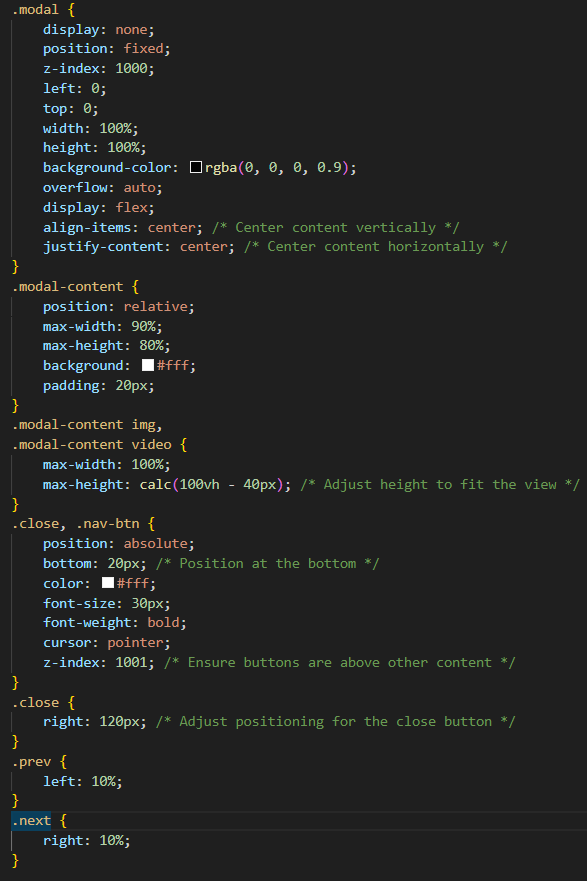 .modal {
    display: none;
    position: fixed;
    z-index: 1000;
    left: 0;
    top: 0;
    width: 100%;
    height: 100%;
    background-color: rgba(0, 0, 0, 0.9);
    overflow: auto;
    display: flex;
    align-items: center; /* Center content vertically */
    justify-content: center; /* Center content horizontally */
}
.modal-content {
    position: relative;
    max-width: 90%;
    max-height: 80%;
    background: #fff;
    padding: 20px;
}
.modal-content img,
.modal-content video {
    max-width: 100%;
    max-height: calc(100vh - 40px); /* Adjust height to fit the view */
}
.close, .nav-btn {
    position: absolute;
    bottom: 20px; /* Position at the bottom */
    color: #fff;
    font-size: 30px;
    font-weight: bold;
    cursor: pointer;
    z-index: 1001; /* Ensure buttons are above other content */
}
.close {
    right: 120px; /* Adjust positioning for the close button */
}
.prev {
    left: 10%;
}
.next {
    right: 10%;
}